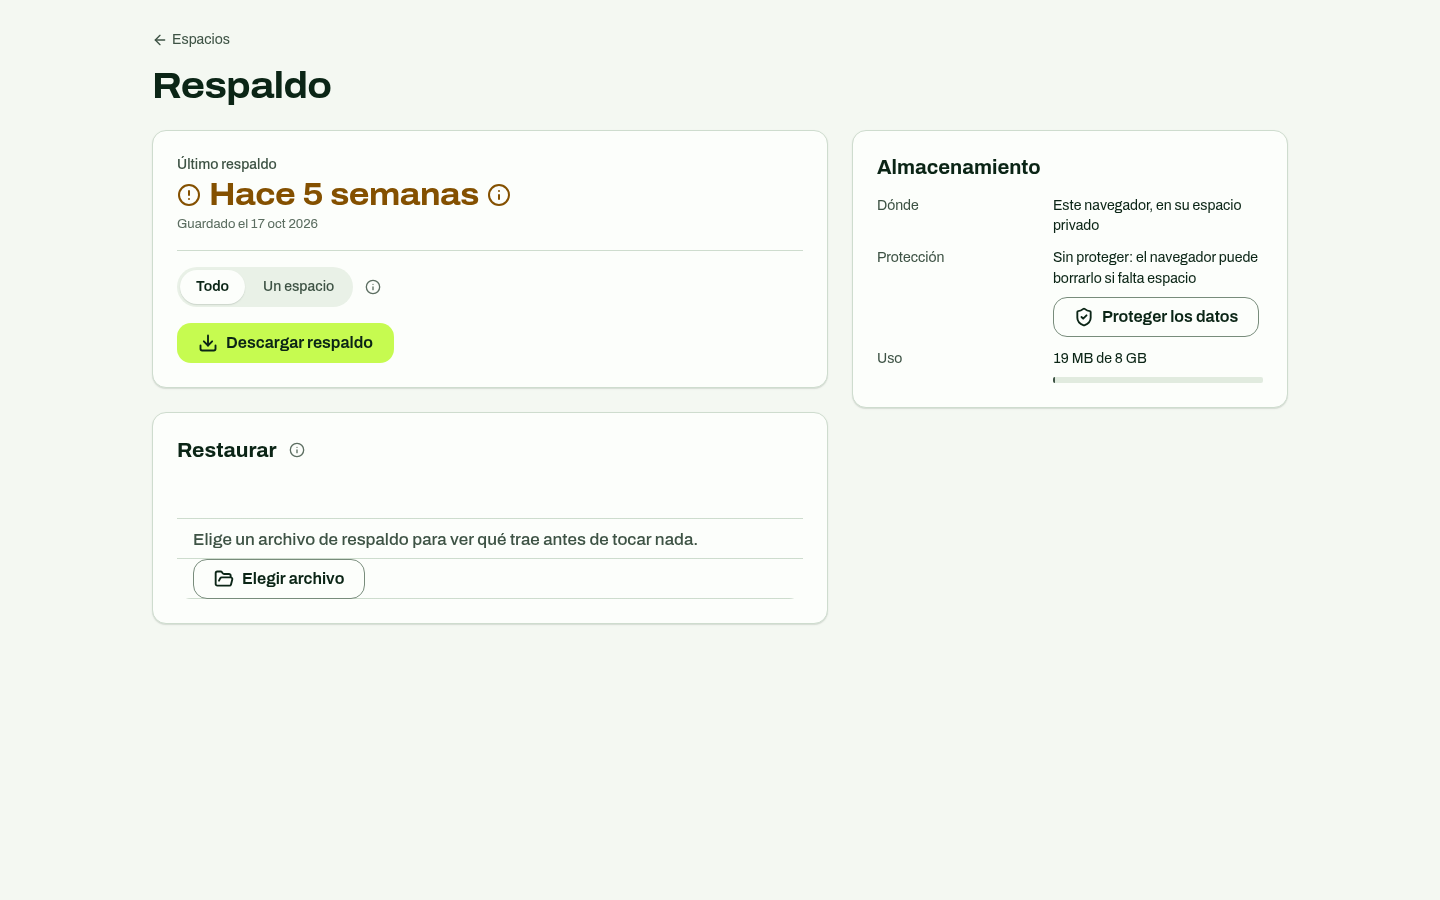 Espacios
Respaldo
Último respaldo
Hace 5 semanas
Guardado el 17 oct 2026
Todo
Un espacio
Descargar respaldo
Restaurar
Elige un archivo de respaldo para ver qué trae antes de tocar nada.
Elegir archivo
Almacenamiento
Dónde
Este navegador, en su espacio
privado
Protección
Sin proteger: el navegador puede
borrarlo si falta espacio
Proteger los datos
Uso
19 MB de 8 GB